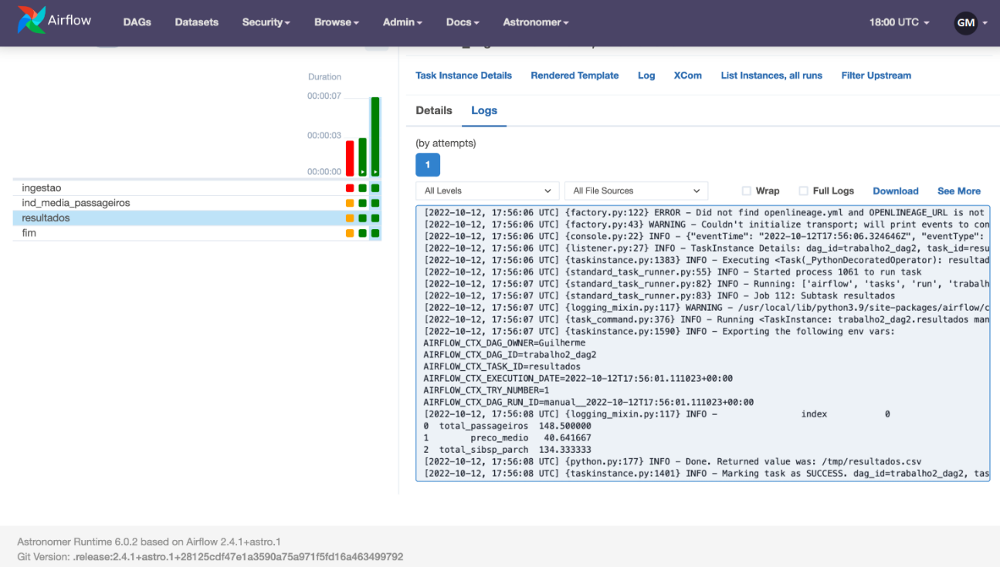 Airflow DAGs Datasets Security Browse Admin Docs Astronomer 18:00 UTC GM
Duration
00:00:07
00:00:03
00:00:00
ingestao
ind_media_passageiros
resultados
fim
Task Instance Details Rendered Template Log XCom List Instances, all runs Filter Upstream
Details Logs
(by attempts)
1
All Levels All File Sources Wrap Full Logs Download See More
[2022-10-12, 17:56:06 UTC] {factory.py:122} ERROR - Did not find openlineage.yml and OPENLINEAGE_URL is not
[2022-10-12, 17:56:06 UTC] {factory.py:43} WARNING - Couldn't initialize transport; will print events to con
[2022-10-12, 17:56:06 UTC] {console.py:22} INFO - {"eventTime": "2022-10-12T17:56:06.324646Z", "eventType":
[2022-10-12, 17:56:06 UTC] {listener.py:27} INFO - TaskInstance Details: dag_id=trabalho2_dag2, task_id=resu
[2022-10-12, 17:56:06 UTC] {taskinstance.py:1383} INFO - Executing <Task(_PythonDecoratedOperator): resultad
[2022-10-12, 17:56:06 UTC] {standard_task_runner.py:55} INFO - Started process 1061 to run task
[2022-10-12, 17:56:07 UTC] {standard_task_runner.py:82} INFO - Running: ['airflow', 'tasks', 'run', 'trabalh
[2022-10-12, 17:56:07 UTC] {standard_task_runner.py:83} INFO - Job 112: Subtask resultados
[2022-10-12, 17:56:07 UTC] {logging_mixin.py:117} WARNING - /usr/local/lib/python3.9/site-packages/airflow/c
[2022-10-12, 17:56:07 UTC] {task_command.py:376} INFO - Running <TaskInstance: trabalho2_dag2.resultados man
[2022-10-12, 17:56:07 UTC] {taskinstance.py:1590} INFO - Exporting the following env vars:
AIRFLOW_CTX_DAG_OWNER=Guilherme
AIRFLOW_CTX_DAG_ID=trabalho2_dag2
AIRFLOW_CTX_TASK_ID=resultados
AIRFLOW_CTX_EXECUTION_DATE=2022-10-12T17:56:01.111023+00:00
AIRFLOW_CTX_TRY_NUMBER=1
AIRFLOW_CTX_DAG_RUN_ID=manual__2022-10-12T17:56:01.111023+00:00
[2022-10-12, 17:56:08 UTC] {logging_mixin.py:117} INFO - index 0
0 total_passageiros 148.500000
1 preco_medio 40.641667
2 total_sibsp_parch 134.333333
[2022-10-12, 17:56:08 UTC] {python.py:177} INFO - Done. Returned value was: /tmp/resultados.csv
[2022-10-12, 17:56:08 UTC] {taskinstance.py:1401} INFO - Marking task as SUCCESS. dag_id=trabalho2_dag2, tas
Astronomer Runtime 6.0.2 based on Airflow 2.4.1+astro.1
Git Version: .release:2.4.1+astro.1+28125cdf47e1a3590a75a971f5fd16a463499792